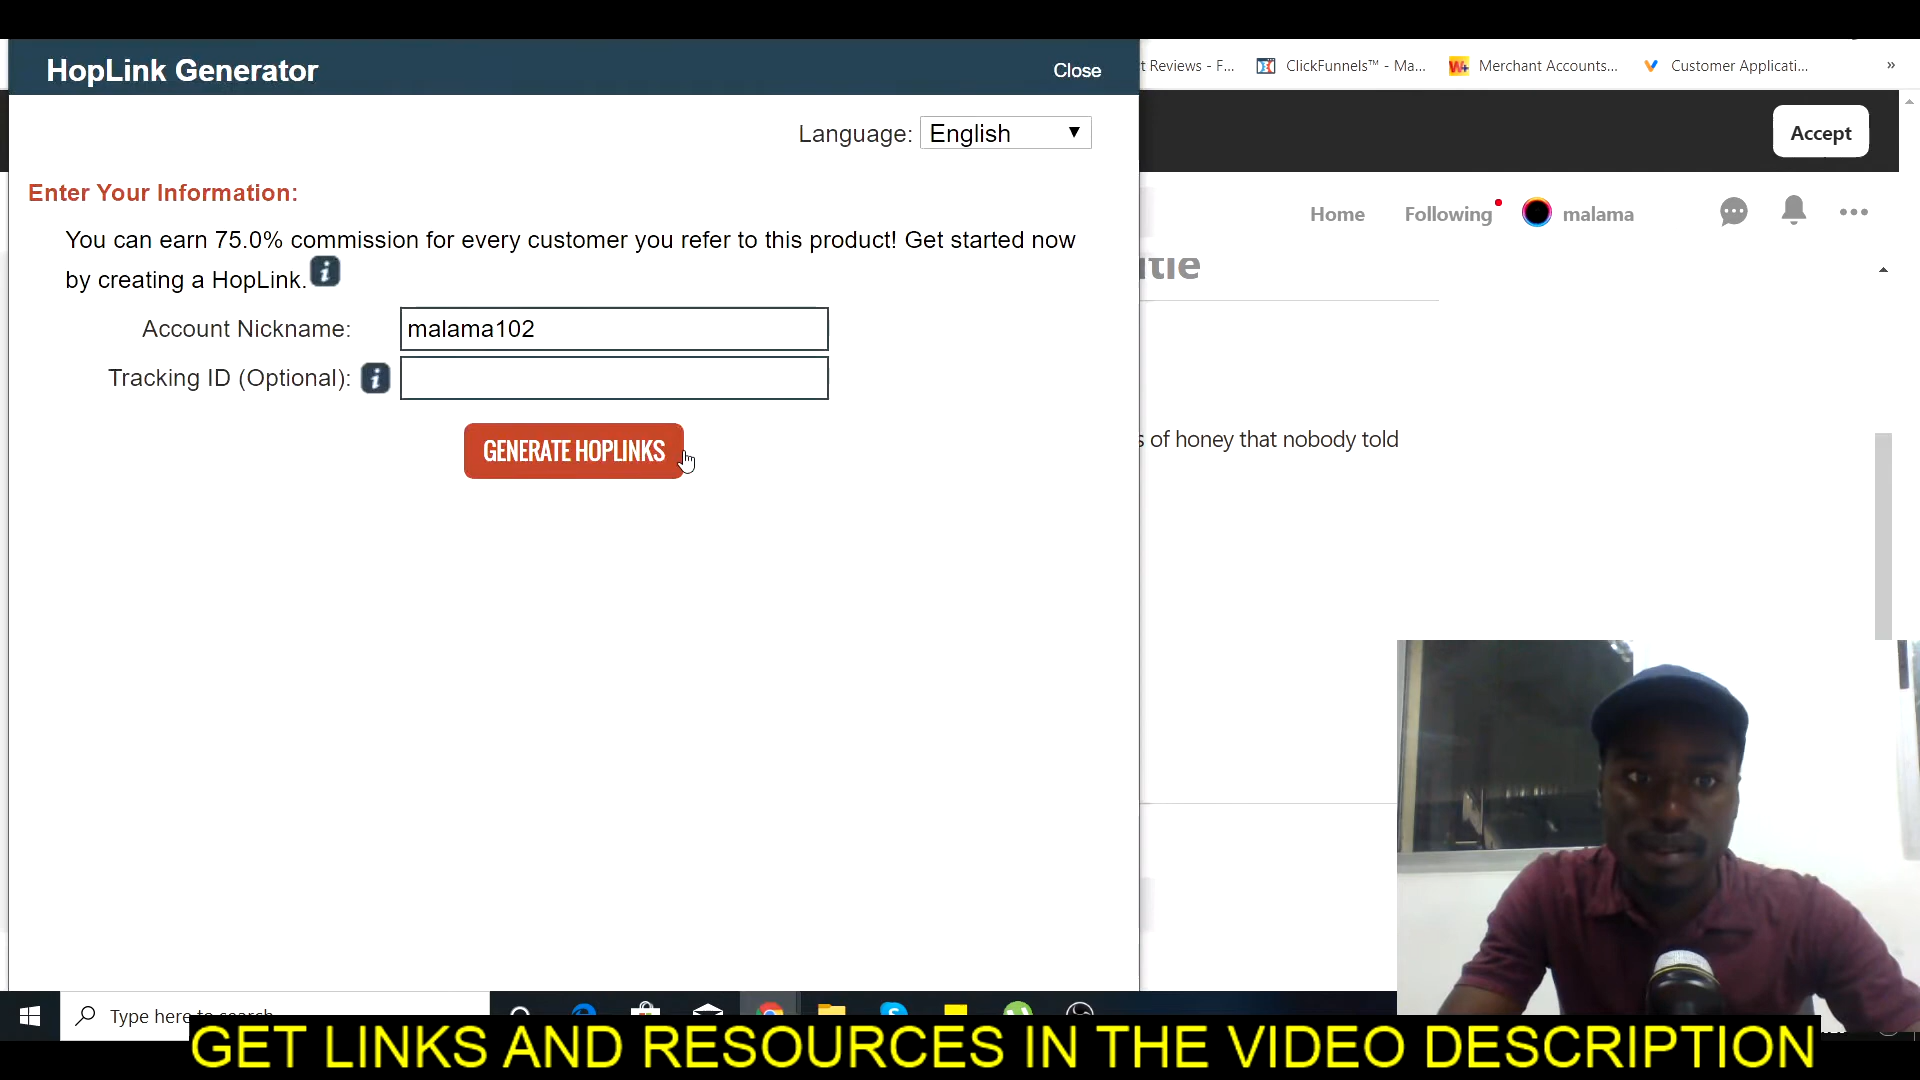 HopLink Generator
Close
t Reviews - F...
ClickFunnels™ - Ma...
Merchant Accounts...
Customer Applicati...
»
Language: English
Accept
Enter Your Information:
You can earn 75.0% commission for every customer you refer to this product! Get started now
by creating a HopLink.
Home
Following
malama
Account Nickname: malama102
Tracking ID (Optional):
GENERATE HOPLINKS
of honey that nobody told
Type here
GET LINKS AND RESOURCES IN THE VIDEO DESCRIPTION